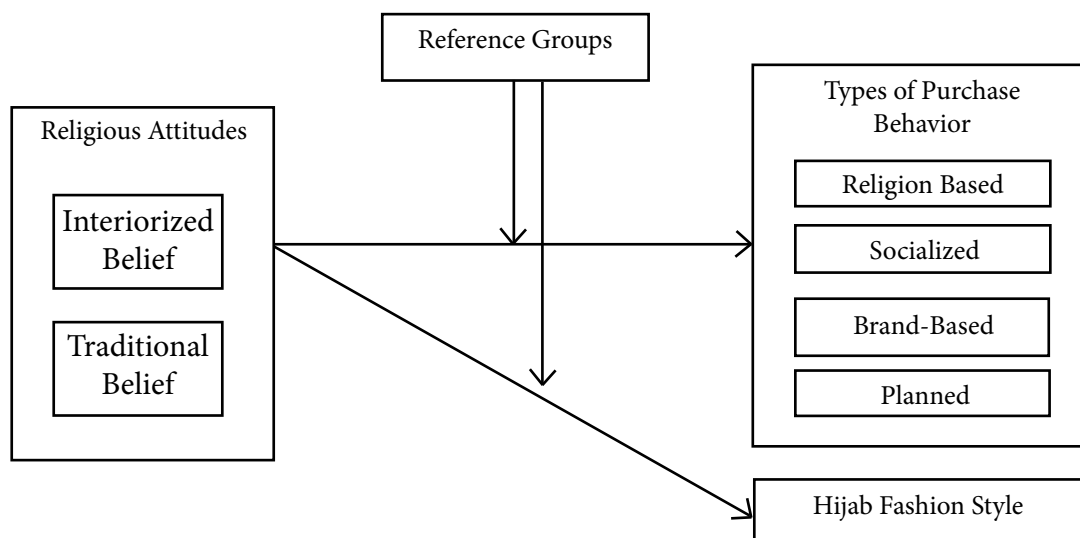 Reference Groups
Religious Attitudes
Interiorized
Belief
Traditional
Belief
Types of Purchase
Behavior
Religion Based
Socialized
Brand-Based
Planned
Hijab Fashion Style